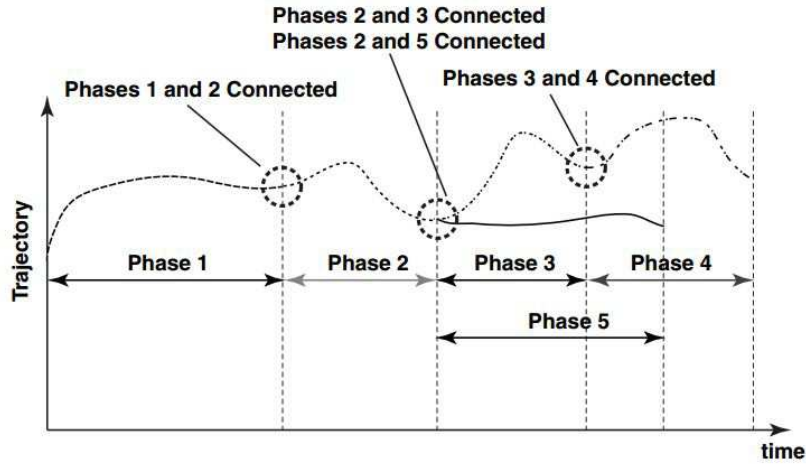 Phases 2 and 3 Connected
Phases 2 and 5 Connected
Phases 1 and 2 Connected
Phases 3 and 4 Connected
Trajectory
Phase 1
Phase 2
Phase 3
Phase 4
Phase 5
time